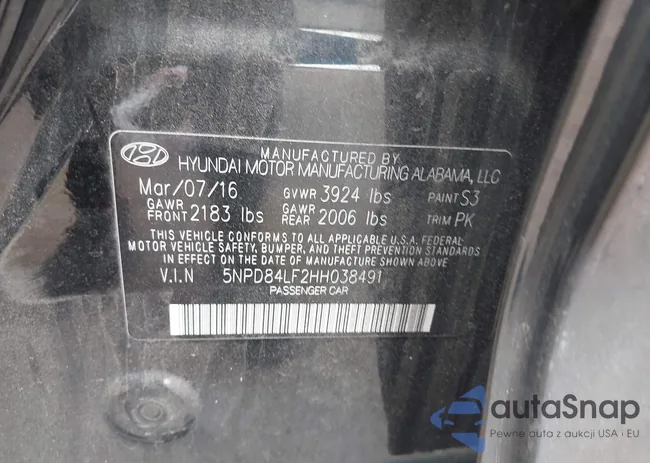 MANUFACTURED BY
HYUNDAI MOTOR MANUFACTURING ALABAMA, LLC
Mar/07/16 GVWR 3924 lbs PAINT S3
GAWR FRONT 2183 lbs GAWR REAR 2006 lbs TRIM PK
THIS VEHICLE CONFORMS TO ALL APPLICABLE U.S.A. FEDERAL
MOTOR VEHICLE SAFETY, BUMPER, AND THEFT PREVENTION STANDARDS
IN EFFECT ON THE DATE OF MANUFACTURE SHOWN ABOVE.
V.I.N 5NPD84LF2HH038491
PASSENGER CAR
autaSnap
Pewne auta z aukcji USA i EU